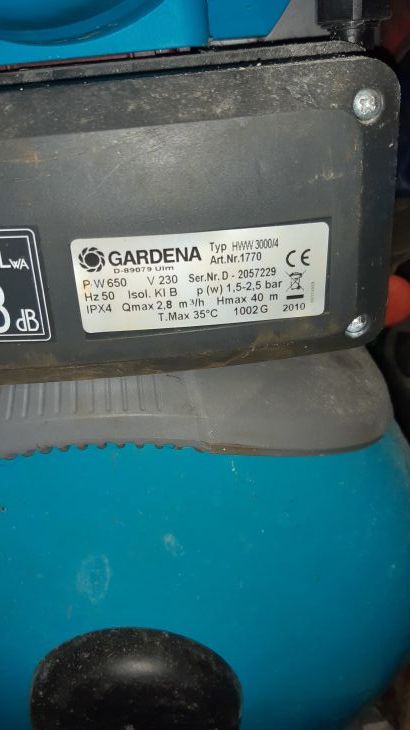 LWA
dB
GARDENA
D-89079 Ulm
Typ HWW 3000/4
Art.Nr.1770
P W 650 V 230 Ser.Nr. D - 2057229
Hz 50 Isol. Kl B p (w) 1,5-2,5 bar
IPX4 Qmax 2,8 m³/h Hmax 40 m
T.Max 35°C 1002 G
CE
2010